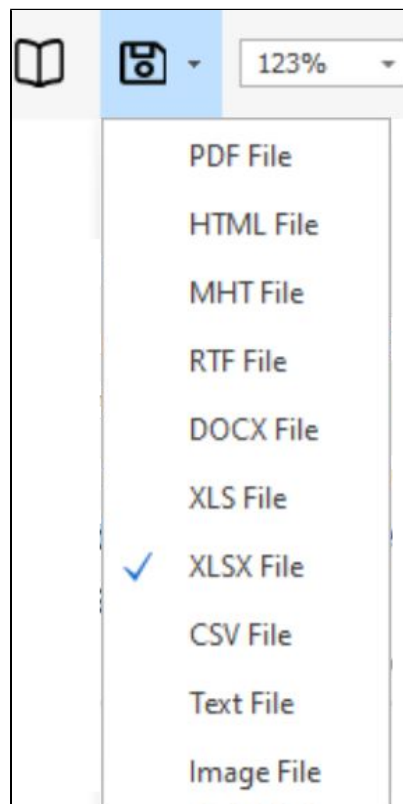 123%
PDF File
HTML File
MHT File
RTF File
DOCX File
XLS File
XLSX File
CSV File
Text File
Image File